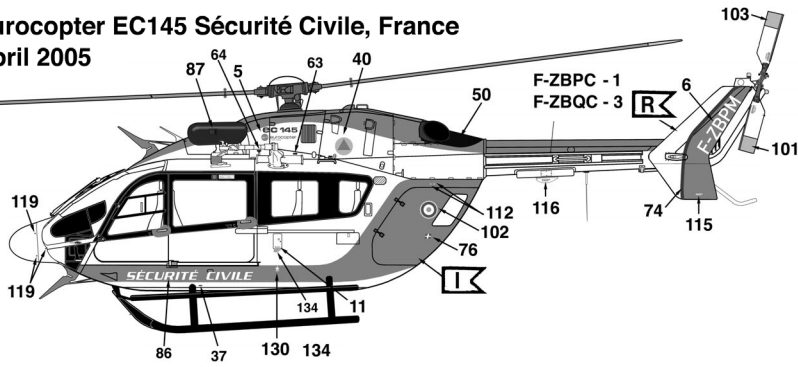 urocopter EC145 Sécurité Civile, France
pril 2005
103
64
5
63
40
87
50
F-ZBPC - 1
F-ZBQC - 3
R
6
F-ZBPM
ec 145
eurocopter
101
119
112
116
102
74
115
76
I
SÉCURITÉ CIVILE
119
134
11
86
37
130
134